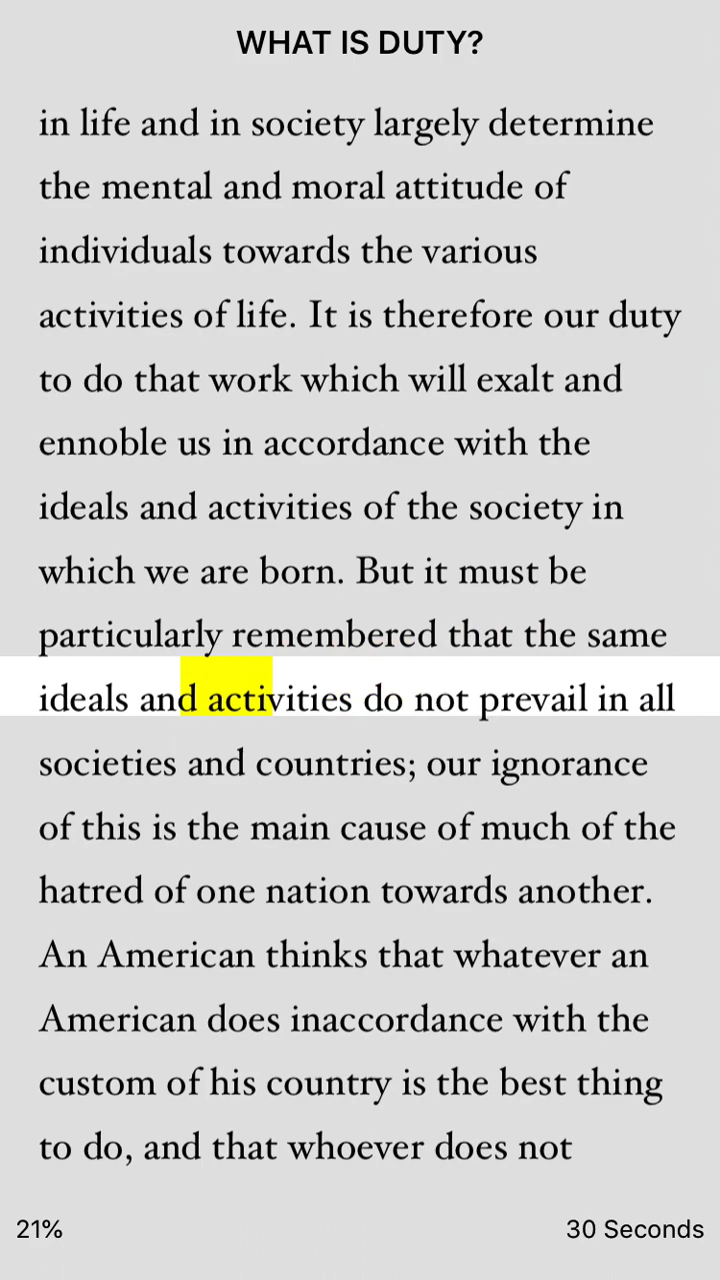 WHAT IS DUTY?
in life and in society largely determine
the mental and moral attitude of
individuals towards the various
activities of life. It is therefore our duty
to do that work which will exalt and
ennoble us in accordance with the
ideals and activities of the society in
which we are born. But it must be
particularly remembered that the same
ideals and activities do not prevail in all
societies and countries; our ignorance
of this is the main cause of much of the
hatred of one nation towards another.
An American thinks that whatever an
American does inaccordance with the
custom of his country is the best thing
to do, and that whoever does not
21%
30 Seconds